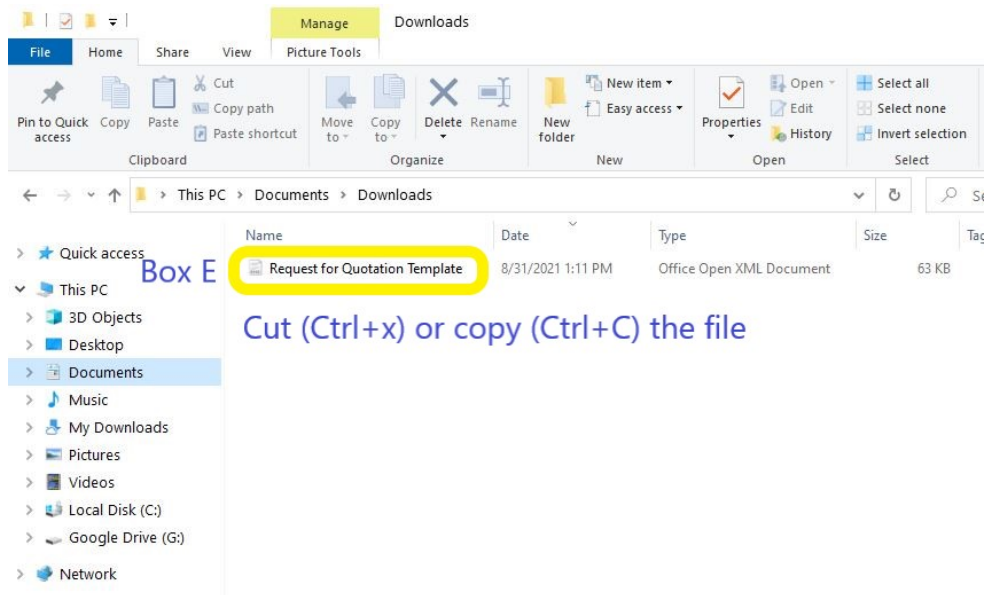 Manage Downloads
File Home Share View Picture Tools
Pin to Quick access
Copy
Paste
Cut
Copy path
Paste shortcut
Clipboard
Move to
Copy to
Delete
Rename
Organize
New folder
New item
Easy access
New
Properties
Open
Edit
History
Open
Select all
Select none
Invert selection
Select
This PC > Documents > Downloads
Name Date Type Size
Request for Quotation Template 8/31/2021 1:11 PM Office Open XML Document 63 KB
Box E
Cut (Ctrl+x) or copy (Ctrl+C) the file
Quick access
This PC
3D Objects
Desktop
Documents
Music
My Downloads
Pictures
Videos
Local Disk (C:)
Google Drive (G:)
Network